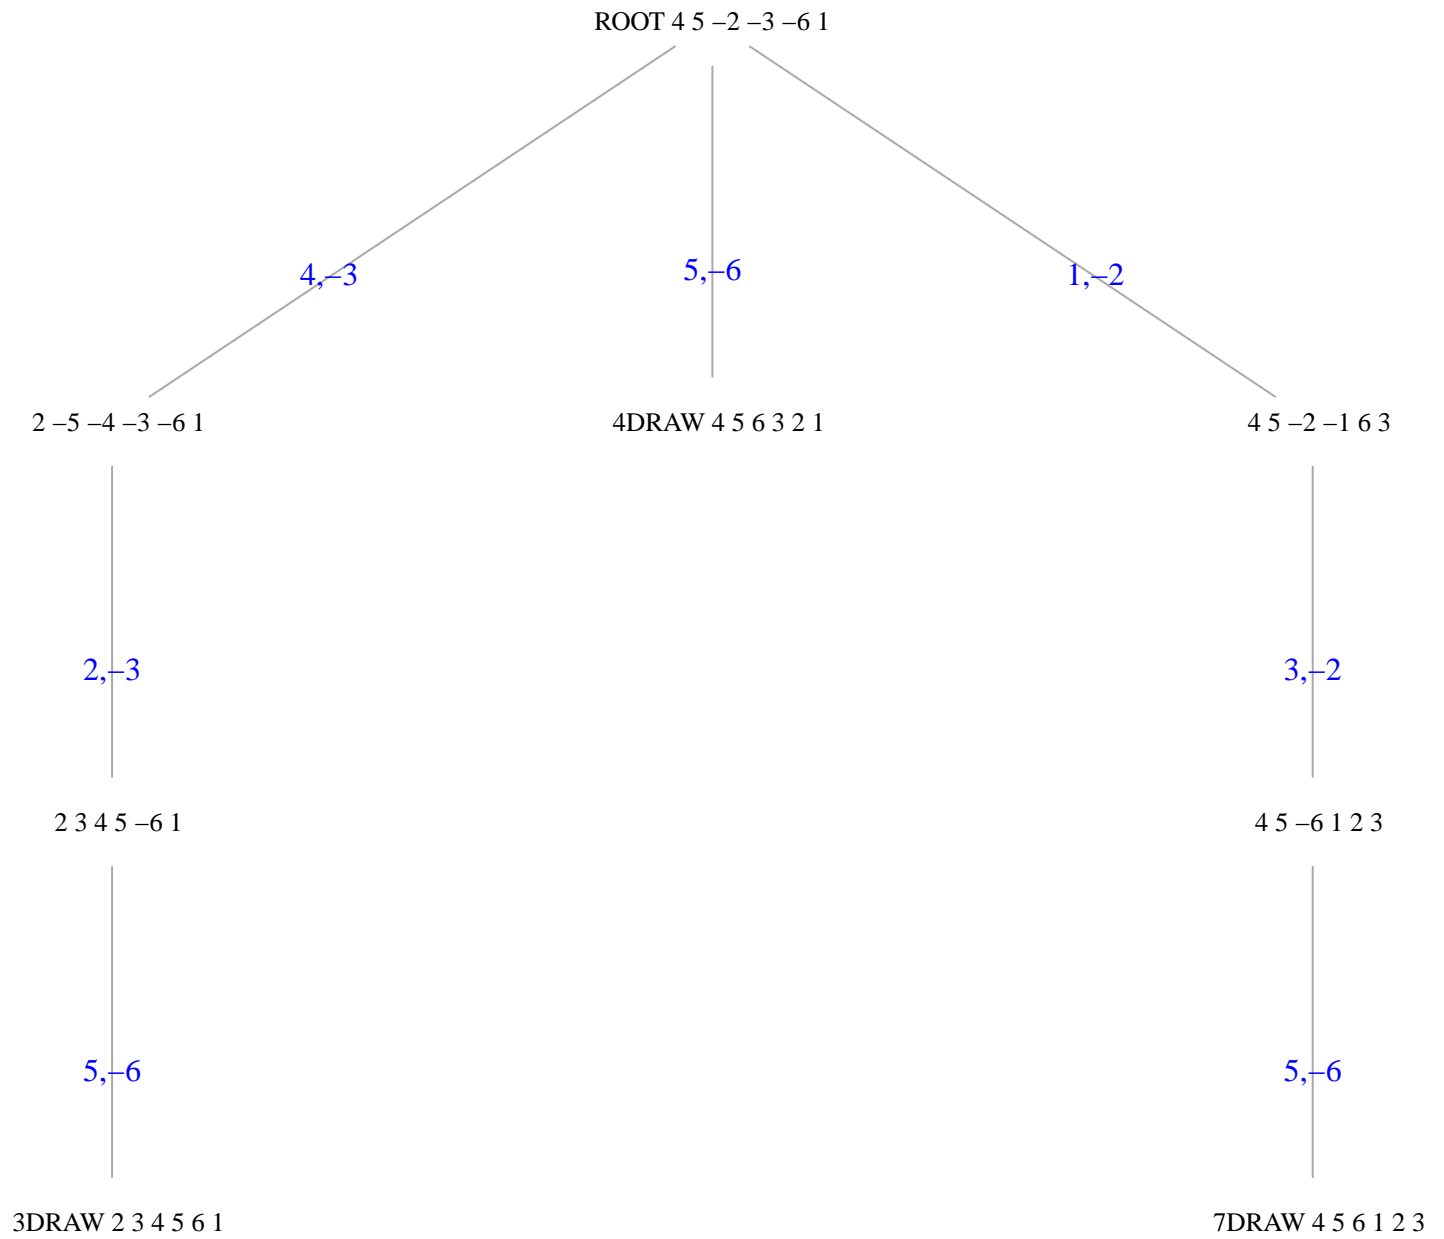 ROOT 4 5 –2 –3 –6 1
4,–3
5,–6
1,–2
2 –5 –4 –3 –6 1
4DRAW 4 5 6 3 2 1
4 5 –2 –1 6 3
2,–3
3,–2
2 3 4 5 –6 1
4 5 –6 1 2 3
5,–6
5,–6
3DRAW 2 3 4 5 6 1
7DRAW 4 5 6 1 2 3